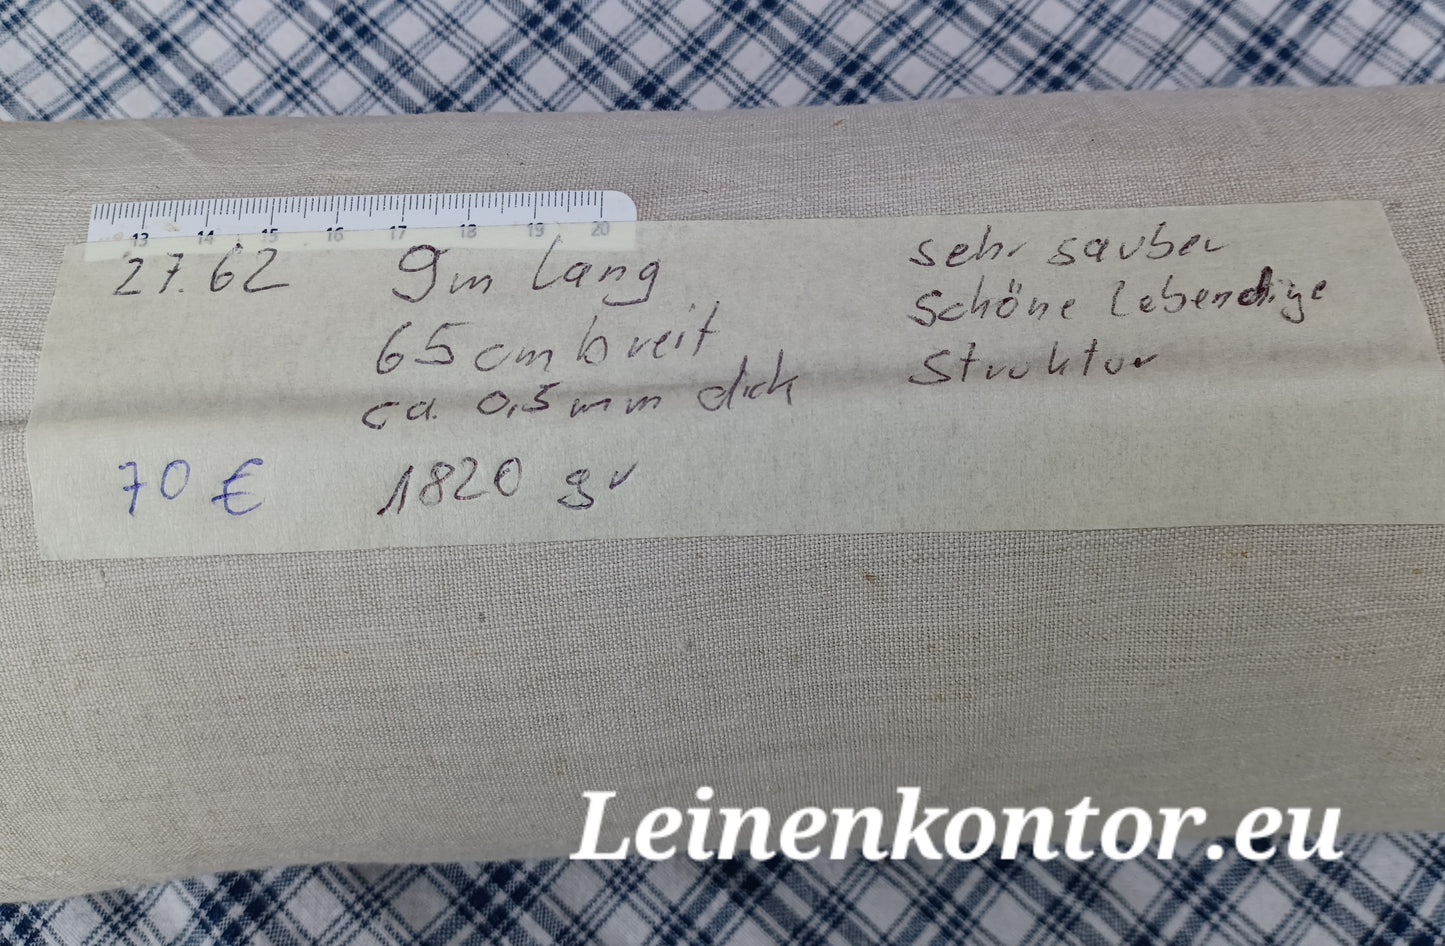 13 14 15 16 17 18 19 20
27.62 9m lang
65cm breit
ca. 0,5mm dick
70 € 1820 gr
sehr sauber
schöne lebendige
Struktur
Leinenkontor.eu